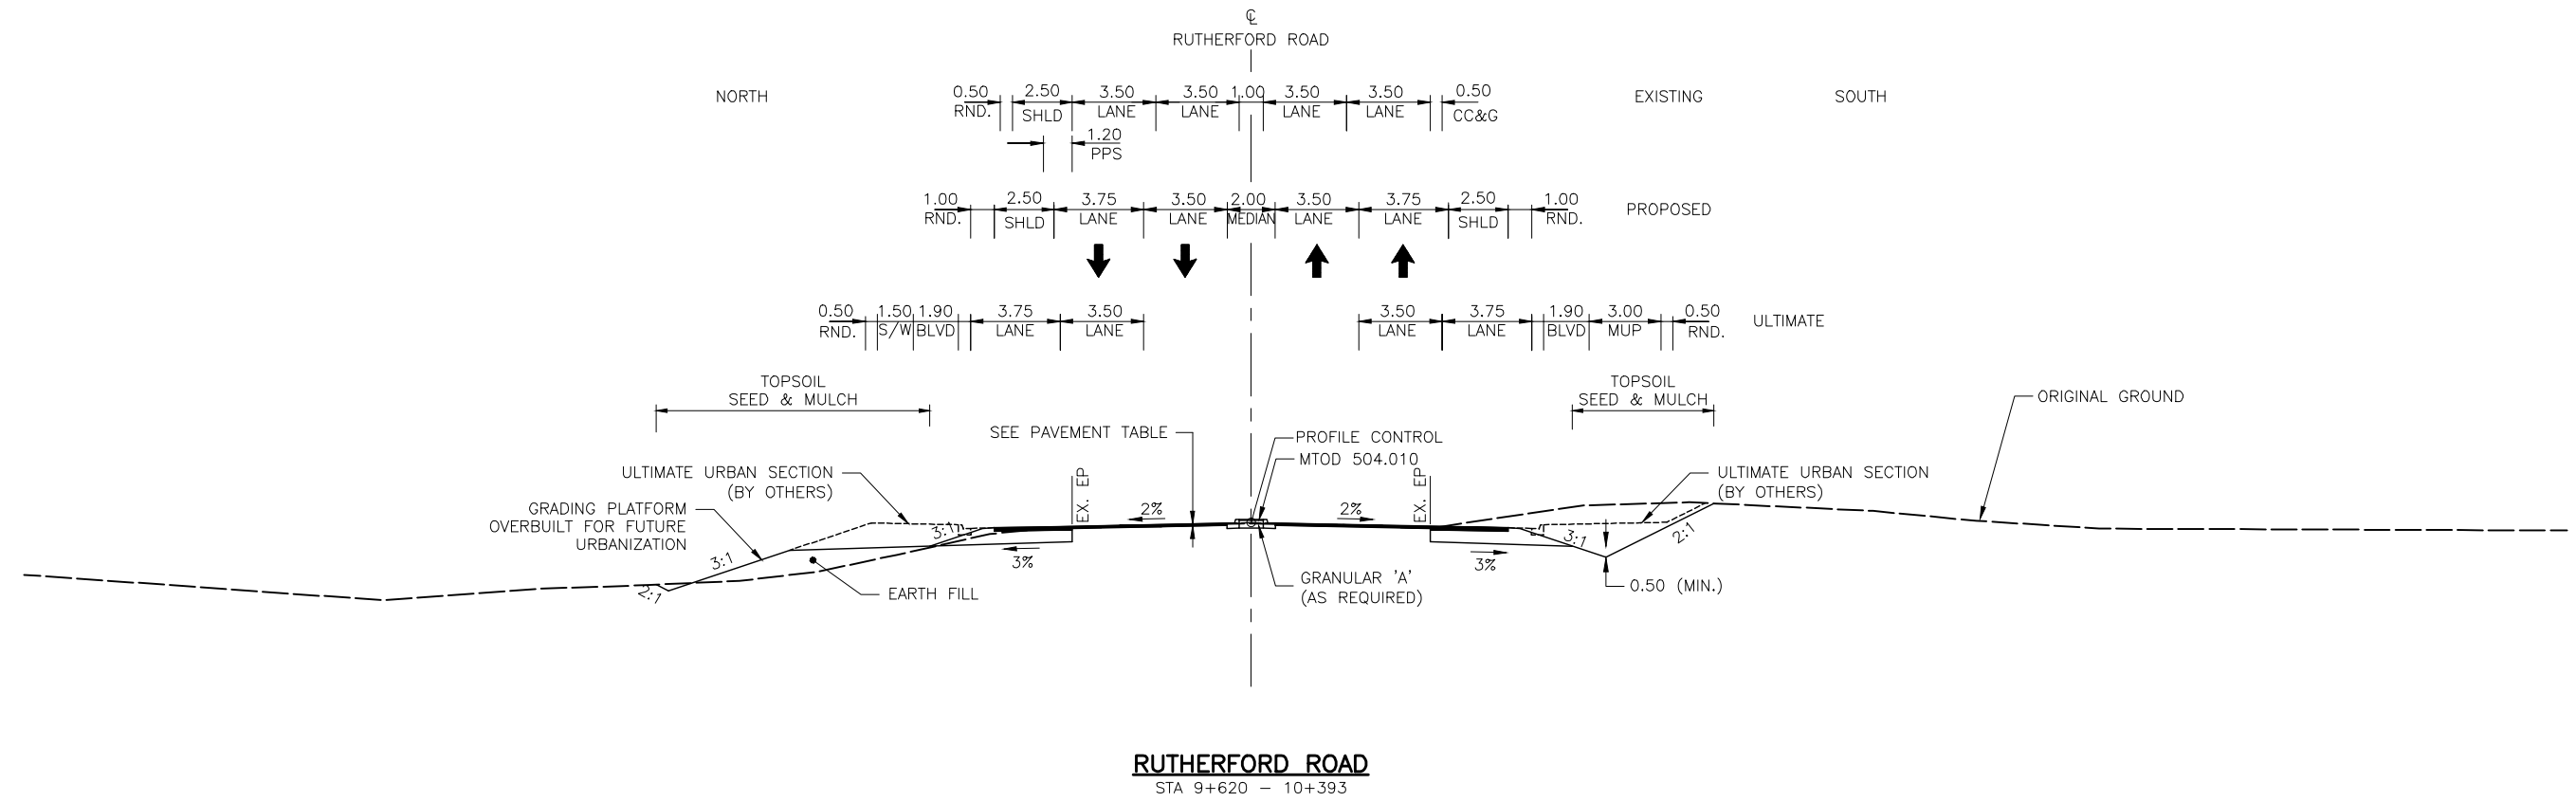 ℄
RUTHERFORD ROAD
NORTH
0.50 2.50 3.50 3.50 1.00 3.50 3.50 0.50
RND. SHLD LANE LANE LANE LANE CC&G
EXISTING SOUTH
1.20
PPS
1.00 2.50 3.75 3.50 2.00 3.50 3.75 2.50 1.00
RND. SHLD LANE LANE MEDIAN LANE LANE SHLD RND.
PROPOSED
0.50 1.50 1.90 3.75 3.50 3.50 3.75 1.90 3.00 0.50
RND. S/W BLVD LANE LANE LANE LANE BLVD MUP RND.
ULTIMATE
TOPSOIL
SEED & MULCH
TOPSOIL
SEED & MULCH
ORIGINAL GROUND
SEE PAVEMENT TABLE
PROFILE CONTROL
MTOD 504.010
ULTIMATE URBAN SECTION
(BY OTHERS)
EX. EP
EX. EP
ULTIMATE URBAN SECTION
(BY OTHERS)
GRADING PLATFORM
OVERBUILT FOR FUTURE
URBANIZATION
2%
2%
3:1
3:1
3:1
2:1
2:1
3%
3%
EARTH FILL
GRANULAR 'A'
(AS REQUIRED)
0.50 (MIN.)
RUTHERFORD ROAD
STA 9+620 - 10+393